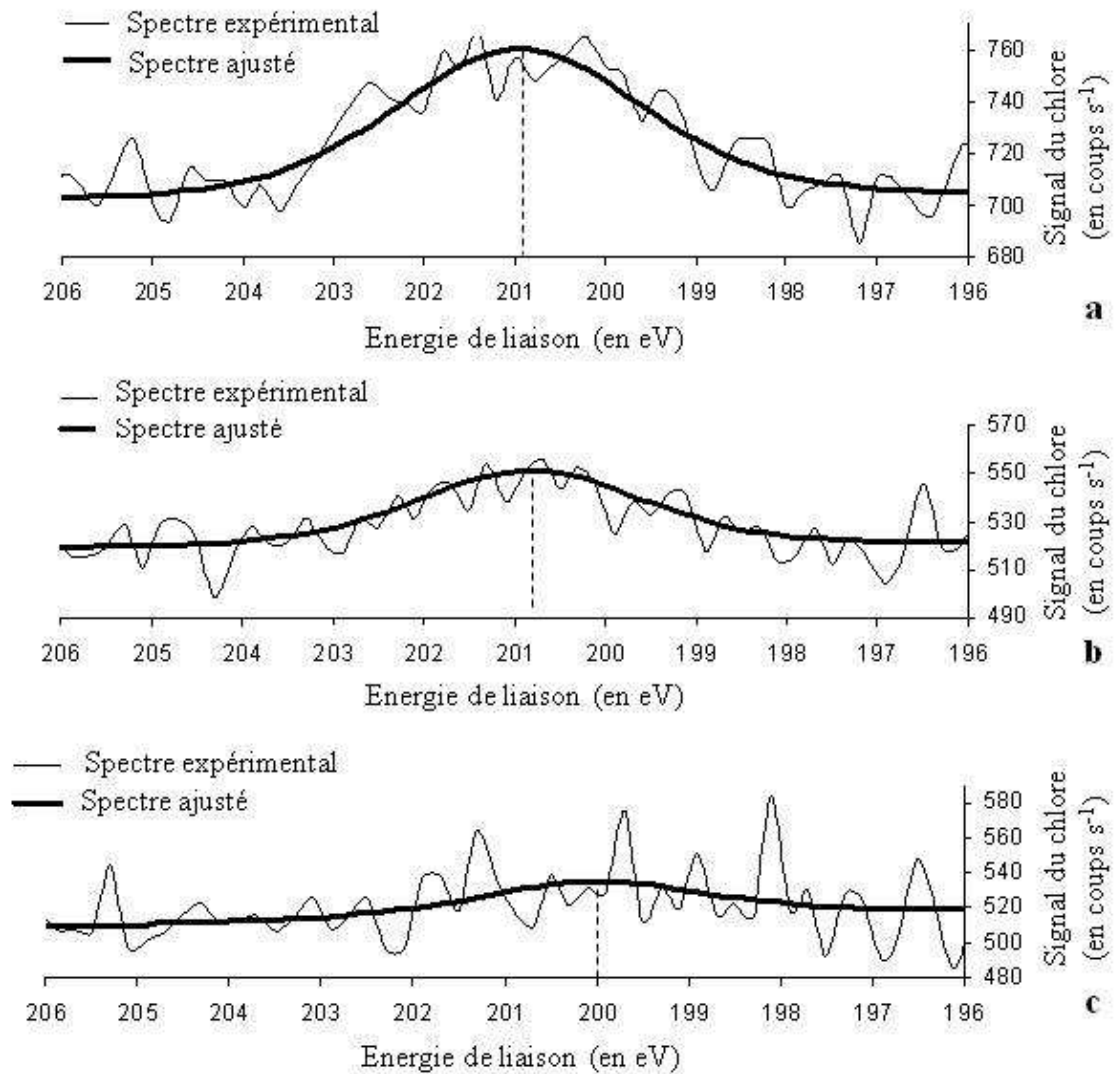 Spectre expérimental
Spectre ajusté
760
740
720
700
680
Signal du chlore
(en coups s-1)
206 205 204 203 202 201 200 199 198 197 196
Energie de liaison (en eV)
a
Spectre expérimental
Spectre ajusté
570
550
530
510
490
Signal du chlore
(en coups s-1)
206 205 204 203 202 201 200 199 198 197 196
Energie de liaison (en eV)
b
Spectre expérimental
Spectre ajusté
580
560
540
520
500
480
Signal du chlore
(en coups s-1)
206 205 204 203 202 201 200 199 198 197 196
Energie de liaison (en eV)
c